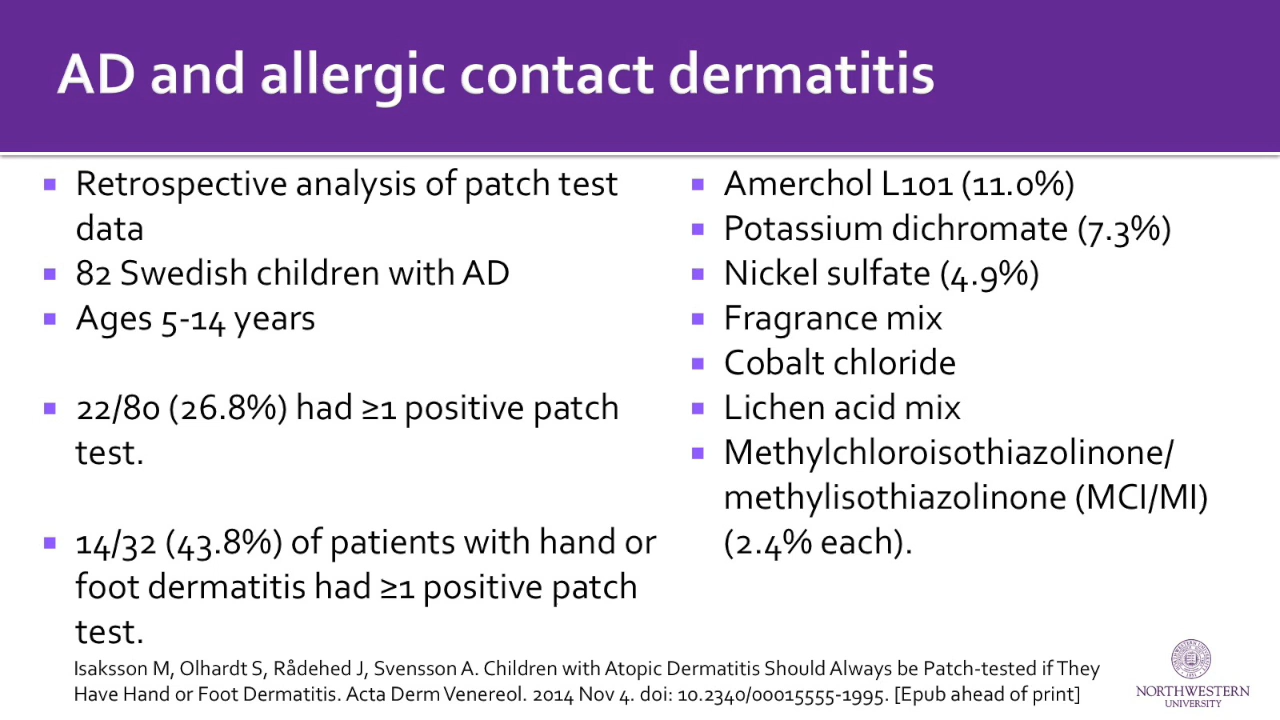 AD and allergic contact dermatitis
Retrospective analysis of patch test
data
82 Swedish children with AD
Ages 5-14 years
22/80 (26.8%) had ≥1 positive patch
test.
14/32 (43.8%) of patients with hand or
foot dermatitis had ≥1 positive patch
test.
Amerchol L101 (11.0%)
Potassium dichromate (7.3%)
Nickel sulfate (4.9%)
Fragrance mix
Cobalt chloride
Lichen acid mix
Methylchloroisothiazolinone/
methylisothiazolinone (MCI/MI)
(2.4% each).
Isaksson M, Olhardt S, Rådehed J, Svensson A. Children with Atopic Dermatitis Should Always be Patch-tested if They
Have Hand or Foot Dermatitis. Acta Derm Venereol. 2014 Nov 4. doi: 10.2340/00015555-1995. [Epub ahead of print]
NORTHWESTERN
UNIVERSITY